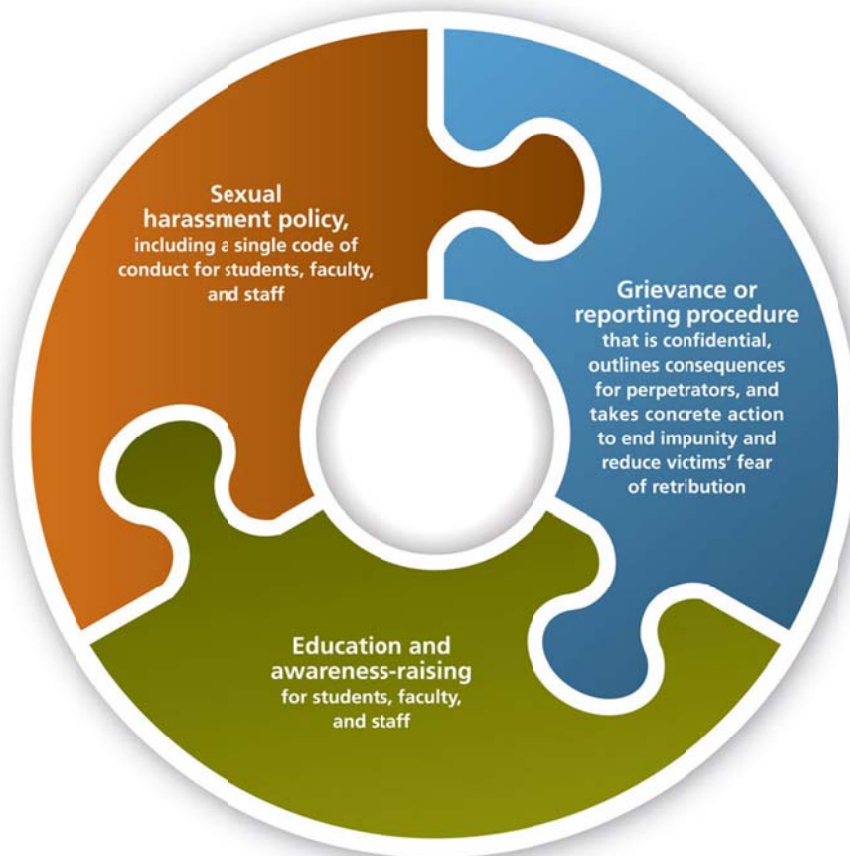 Sexual
harassment policy,
including a single code of
conduct for students, faculty,
and staff
Grievance or
reporting procedure
that is confidential,
outlines consequences
for perpetrators, and
takes concrete action
to end impunity and
reduce victims' fear
of retribution
Education and
awareness-raising
for students, faculty,
and staff